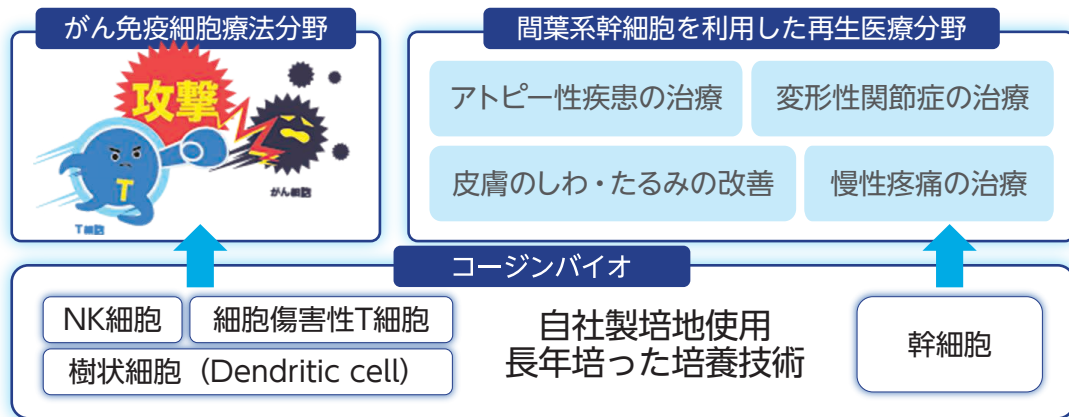 がん免疫細胞療法分野
攻撃
T
がん細胞
T細胞
間葉系幹細胞を利用した再生医療分野
アトピー性疾患の治療
変形性関節症の治療
皮膚のしわ・たるみの改善
慢性疼痛の治療
コージンバイオ
NK細胞
細胞傷害性T細胞
樹状細胞（Dendritic cell）
自社製培地使用
長年培った培養技術
幹細胞